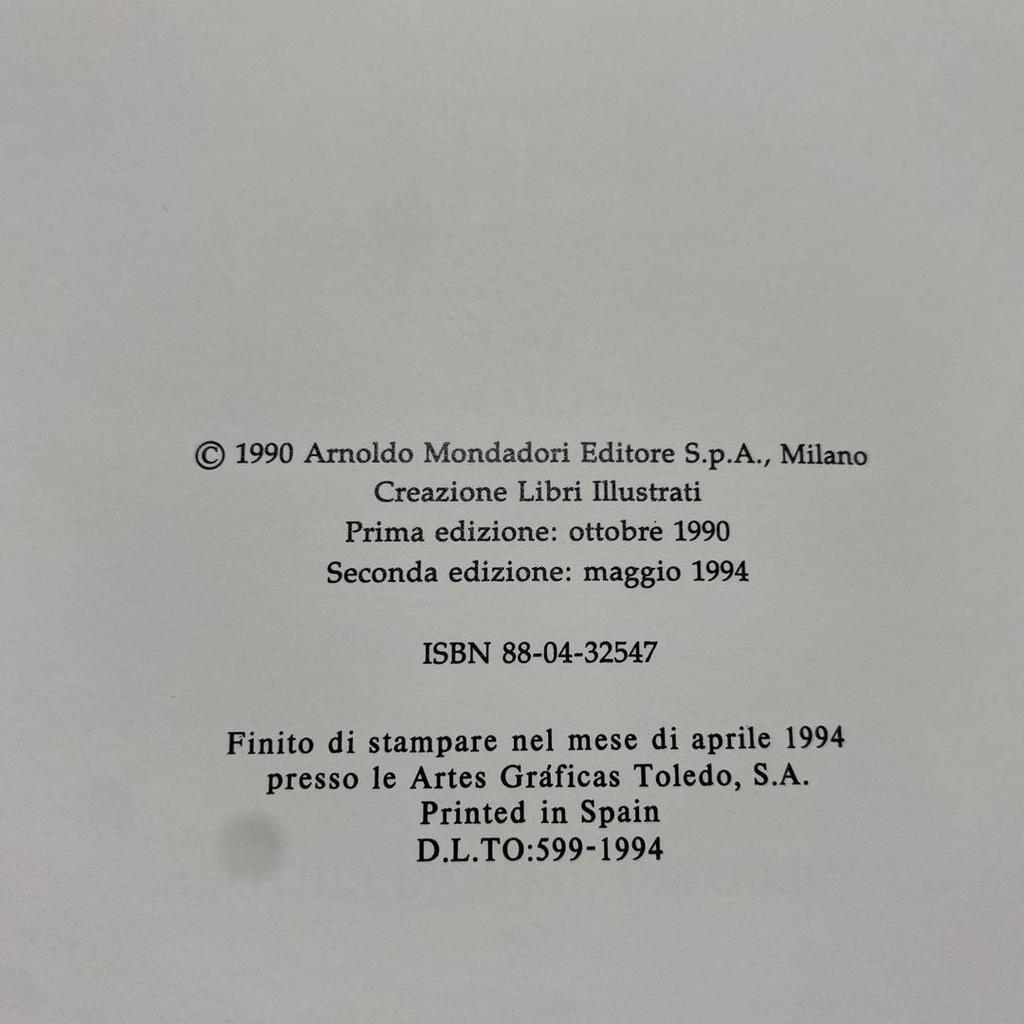 © 1990 Arnoldo Mondadori Editore S.p.A., Milano
Creazione Libri Illustrati
Prima edizione: ottobre 1990
Seconda edizione: maggio 1994
ISBN 88-04-32547
Finito di stampare nel mese di aprile 1994
presso le Artes Gráficas Toledo, S.A.
Printed in Spain
D.L.TO:599-1994